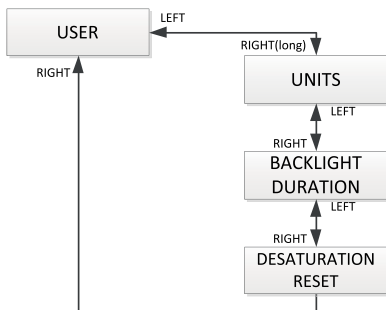 LEFT
USER
RIGHT(long)
RIGHT
UNITS
LEFT
RIGHT
BACKLIGHT
DURATION
LEFT
RIGHT
DESATURATION
RESET